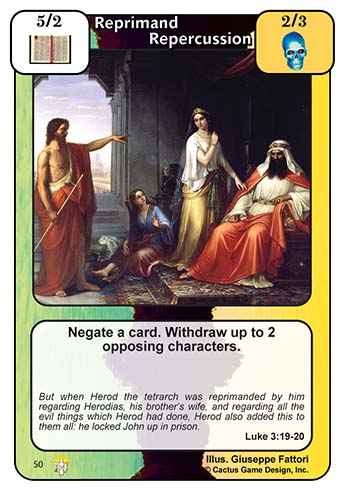 5/2
Reprimand
Repercussion
2/3
Negate a card. Withdraw up to 2
opposing characters.
But when Herod the tetrarch was reprimanded by him
regarding Herodias, his brother's wife, and regarding all the
evil things which Herod had done, Herod also added this to
them all: he locked John up in prison.
Luke 3:19-20
50
Illus. Giuseppe Fattori
© Cactus Game Design, Inc.